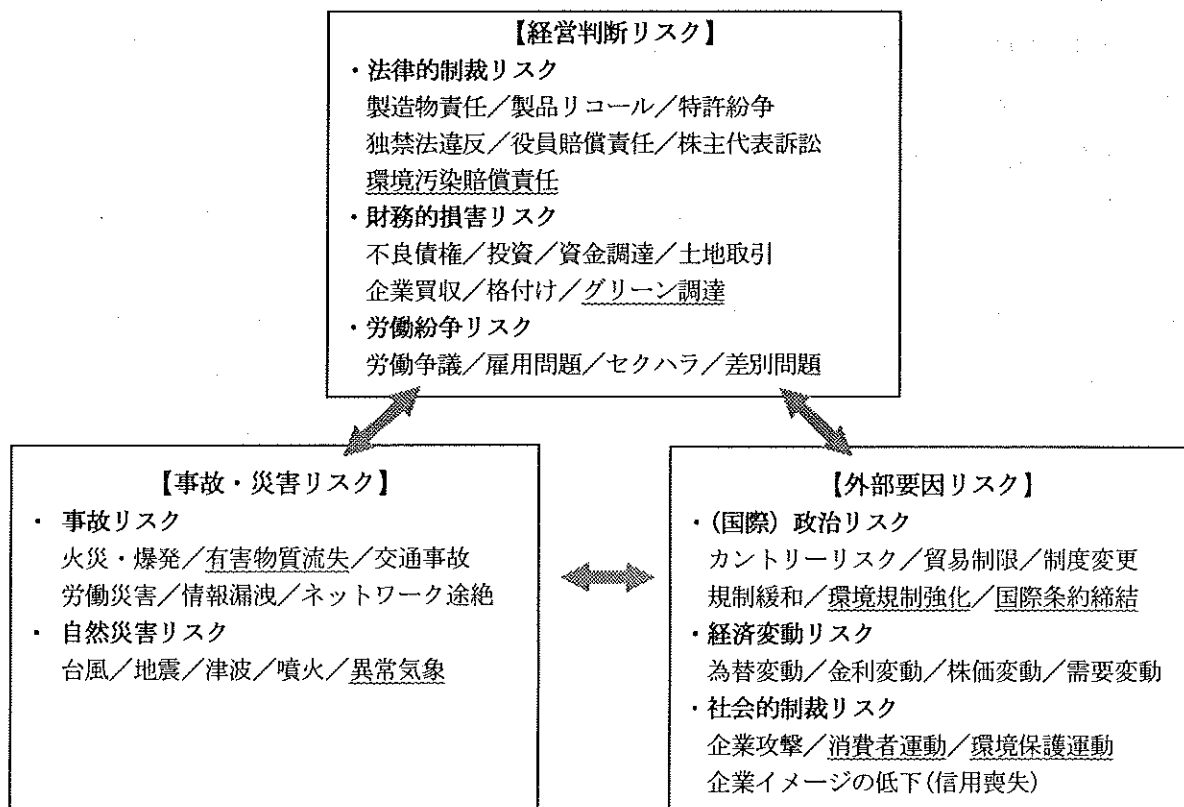 【経営判断リスク】
・法律的制裁リスク
製造物責任／製品リコール／特許紛争
独禁法違反／役員賠償責任／株主代表訴訟
環境汚染賠償責任
・財務的損害リスク
不良債権／投資／資金調達／土地取引
企業買収／格付け／グリーン調達
・労働紛争リスク
労働争議／雇用問題／セクハラ／差別問題
【事故・災害リスク】
・ 事故リスク
火災・爆発／有害物質流失／交通事故
労働災害／情報漏洩／ネットワーク途絶
・ 自然災害リスク
台風／地震／津波／噴火／異常気象
【外部要因リスク】
・(国際) 政治リスク
カントリーリスク／貿易制限／制度変更
規制緩和／環境規制強化／国際条約締結
・経済変動リスク
為替変動／金利変動／株価変動／需要変動
・社会的制裁リスク
企業攻撃／消費者運動／環境保護運動
企業イメージの低下(信用喪失)